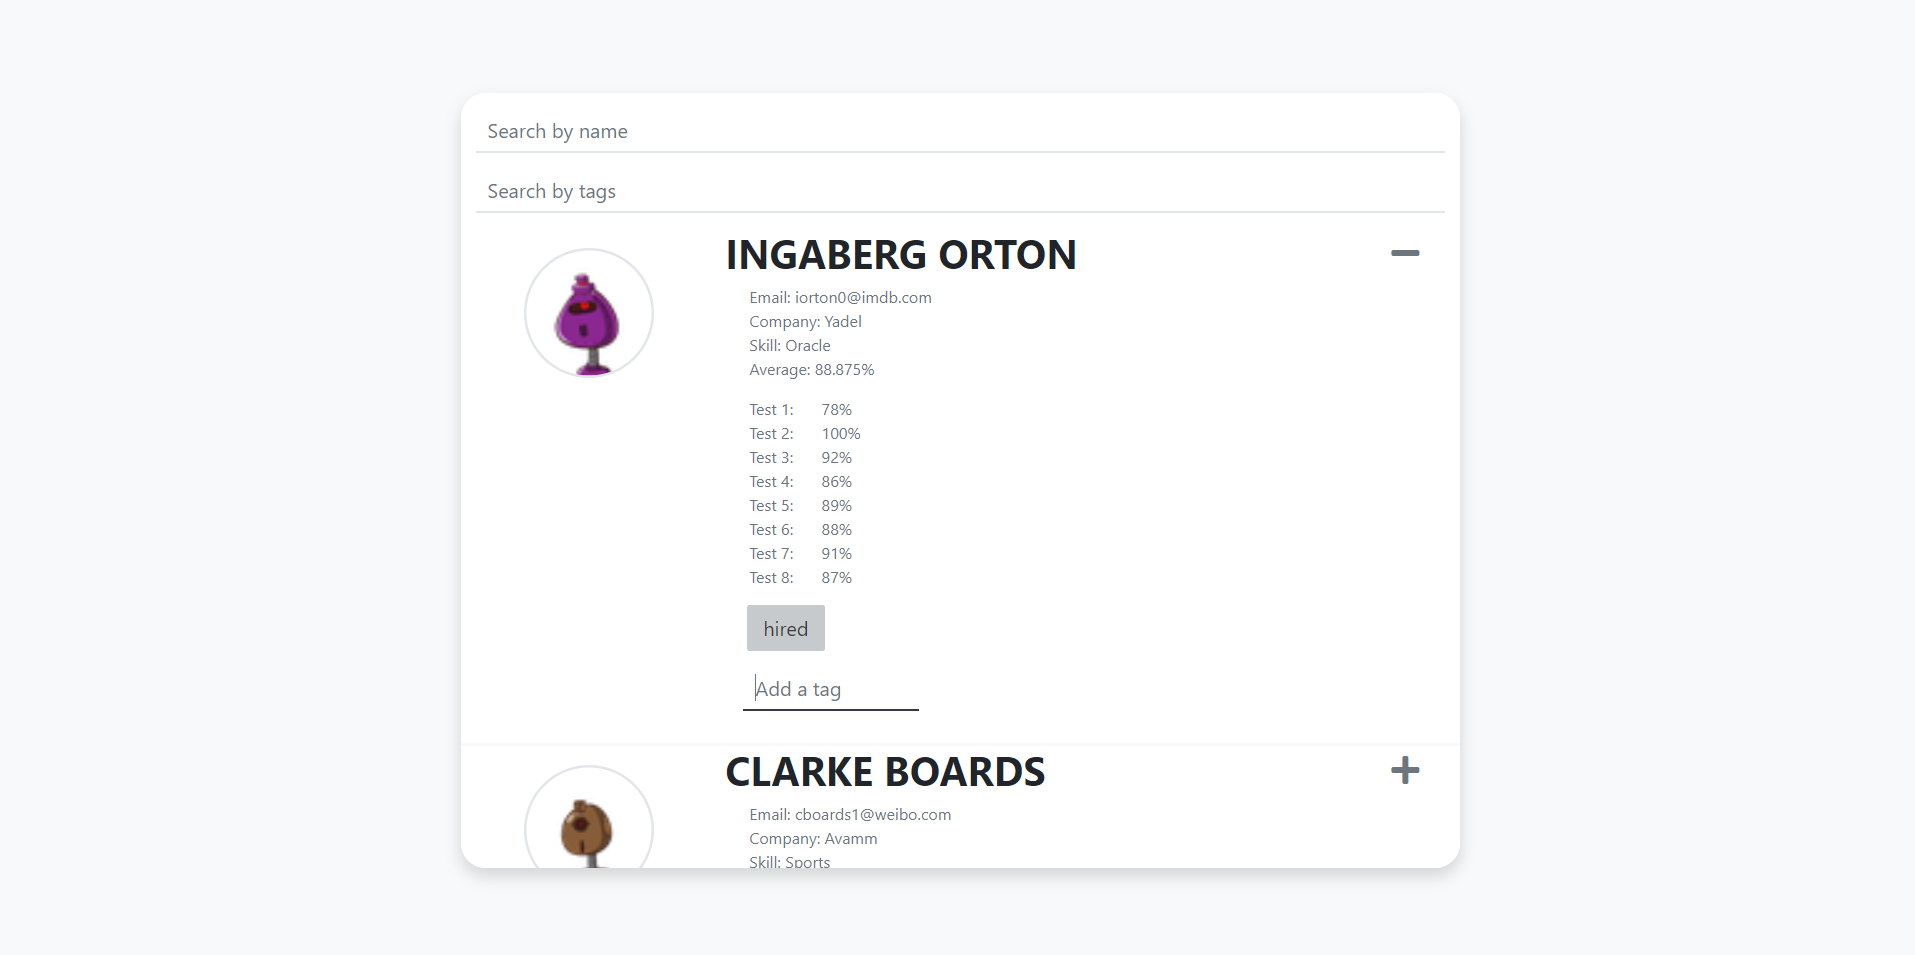 Search by name
Search by tags
INGABERG ORTON
Email: iorton0@imdb.com
Company: Yadel
Skill: Oracle
Average: 88.875%
Test 1: 78%
Test 2: 100%
Test 3: 92%
Test 4: 86%
Test 5: 89%
Test 6: 88%
Test 7: 91%
Test 8: 87%
hired
Add a tag
CLARKE BOARDS
Email: cboards1@weibo.com
Company: Avamm
Skill: Sports